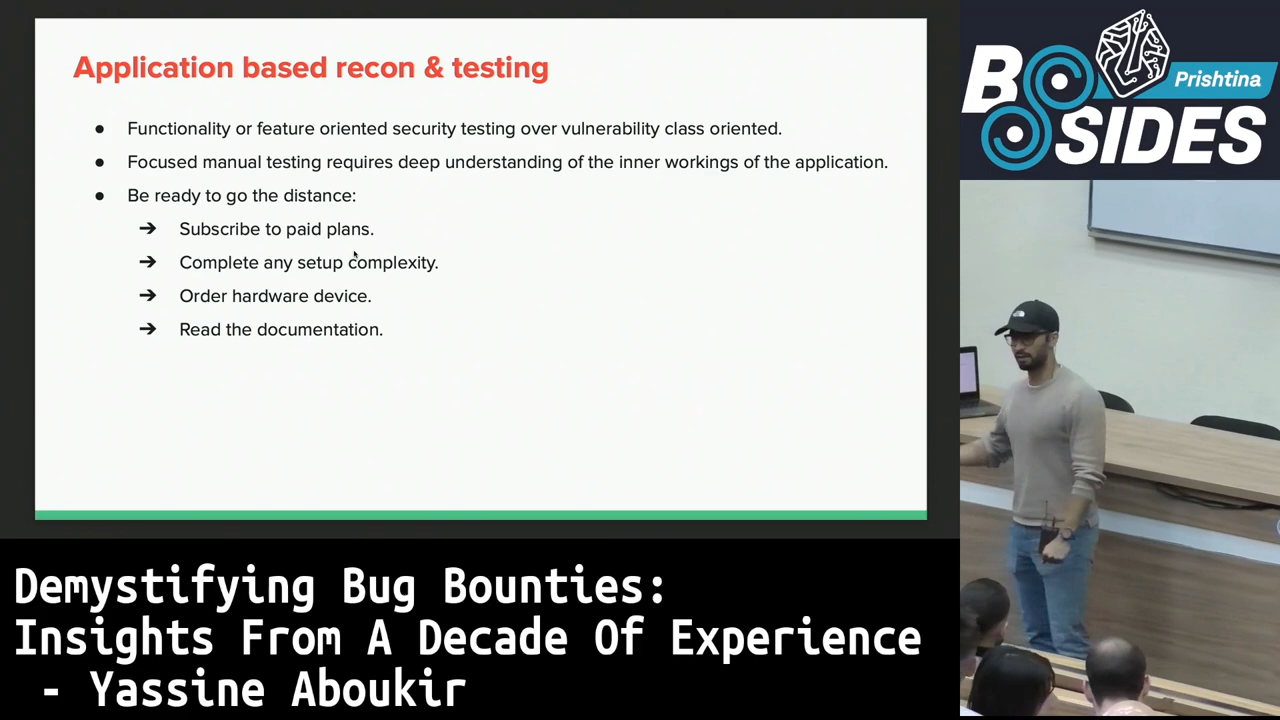 Application based recon & testing
● Functionality or feature oriented security testing over vulnerability class oriented.
● Focused manual testing requires deep understanding of the inner workings of the application.
● Be ready to go the distance:
➔ Subscribe to paid plans.
➔ Complete any setup complexity.
➔ Order hardware device.
➔ Read the documentation.
BSIDES
Prishtina
Demystifying Bug Bounties:
Insights From A Decade Of Experience
- Yassine Aboukir